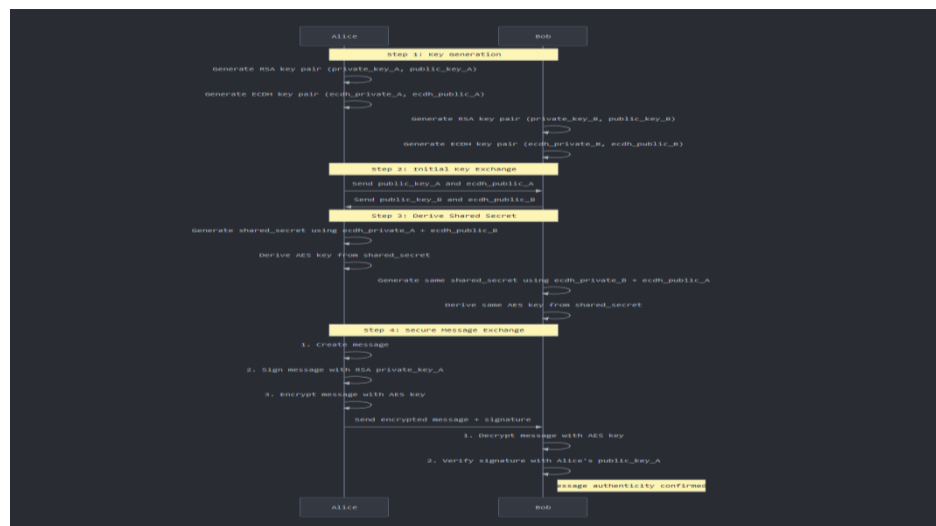 Alice
Bob
Step 1: Key Generation
Generate RSA key pair (private_key_A, public_key_A)
Generate ECDH key pair (ecdh_private_A, ecdh_public_A)
Generate RSA key pair (private_key_B, public_key_B)
Generate ECDH key pair (ecdh_private_B, ecdh_public_B)
Step 2: Initial Key Exchange
Send public_key_A and ecdh_public_A
Send public_key_B and ecdh_public_B
Step 3: Derive Shared Secret
Generate shared_secret using ecdh_private_A + ecdh_public_B
Derive AES key from shared_secret
Generate same shared_secret using ecdh_private_B + ecdh_public_A
Derive same AES key from shared_secret
Step 4: Secure Message Exchange
1. Create message
2. Sign message with RSA private_key_A
3. Encrypt message with AES key
Send encrypted message + signature
1. Decrypt message with AES key
2. Verify signature with Alice's public_key_A
essage authenticity confirmed
Alice
Bob